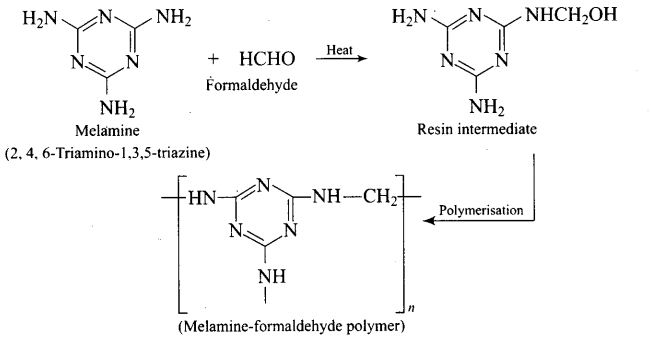 H2N N NH2
N N
NH2
+ HCHO
Formaldehyde
Heat
Melamine
(2, 4, 6-Triamino-1,3,5-triazine)
H2N N NHCH2OH
N N
NH2
Resin intermediate
Polymerisation
HN N NH—CH2
N N
NH
n
(Melamine-formaldehyde polymer)